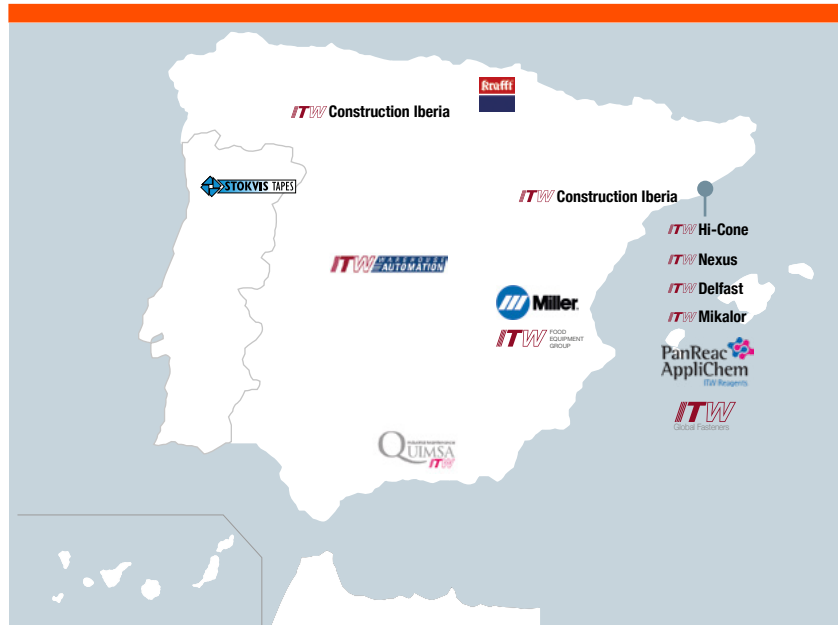 Krafft
ITW Construction Iberia
STOKVIS TAPES
ITW Construction Iberia
ITW Hi-Cone
ITW WAREHOUSE AUTOMATION
ITW Nexus
ITW Delfast
Miller
ITW Mikalor
ITW FOOD
EQUIPMENT
GROUP
PanReac
AppliChem
ITW Reagents
ITW
Global Fasteners
QUIMSA
ITW